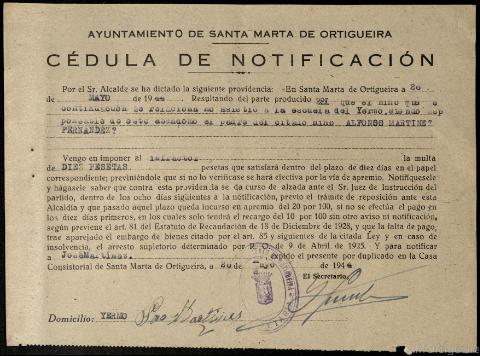 AYUNTAMIENTO DE SANTA MARTA DE ORTIGUEIRA
CÉDULA DE NOTIFICACIÓN
Por el Sr. Alcalde se ha dictado la siguiente providencia: «En Santa Marta de Ortigueira a
de MAYO de 194 Resultando del parte producido que el niño que a
continuación se relaciona no asistió a la escuela del Yermo, siendo
de este abandono el padre del citado niño ALFONSO MARTINEZ
FERNANDEZ
Vengo en imponer al infractor la multa
de DIEZ PESETAS. pesetas que satisfará dentro del plazo de diez días en el papel
correspondiente; previniéndole que si no lo verificase se hará efectiva por la vía de apremio. Notifíquesele
y hágasele saber que contra esta providencia se da curso de alzada ante el Sr. Juez de Instrucción del
partido, dentro de los ocho días siguientes a la notificación, previo el trámite de reposición ante esta
Alcaldía y que pasado aquel plazo queda incurso en apremio del 20 por 100, si no se efectúa el pago en
los diez días primeros, en los cuales solo tendrá el recargo del 10 por 100 sin otro aviso ni notificación,
según previene el art. 81 del Estatuto de Recaudación de 18 de Diciembre de 1928, y que la falta de pago,
trae aparejado el embargo de bienes citado por el art. 85 y siguientes de la citada Ley y en caso de
insolvencia, el arresto supletorio determinado por de 9 de Abril de 1935. Y para notificar
a José Martinez. expido el presente por duplicado en la Casa
Consistorial de Santa Marta de Ortigueira, a de 194
El Secretario,
Domicilio: YERMO